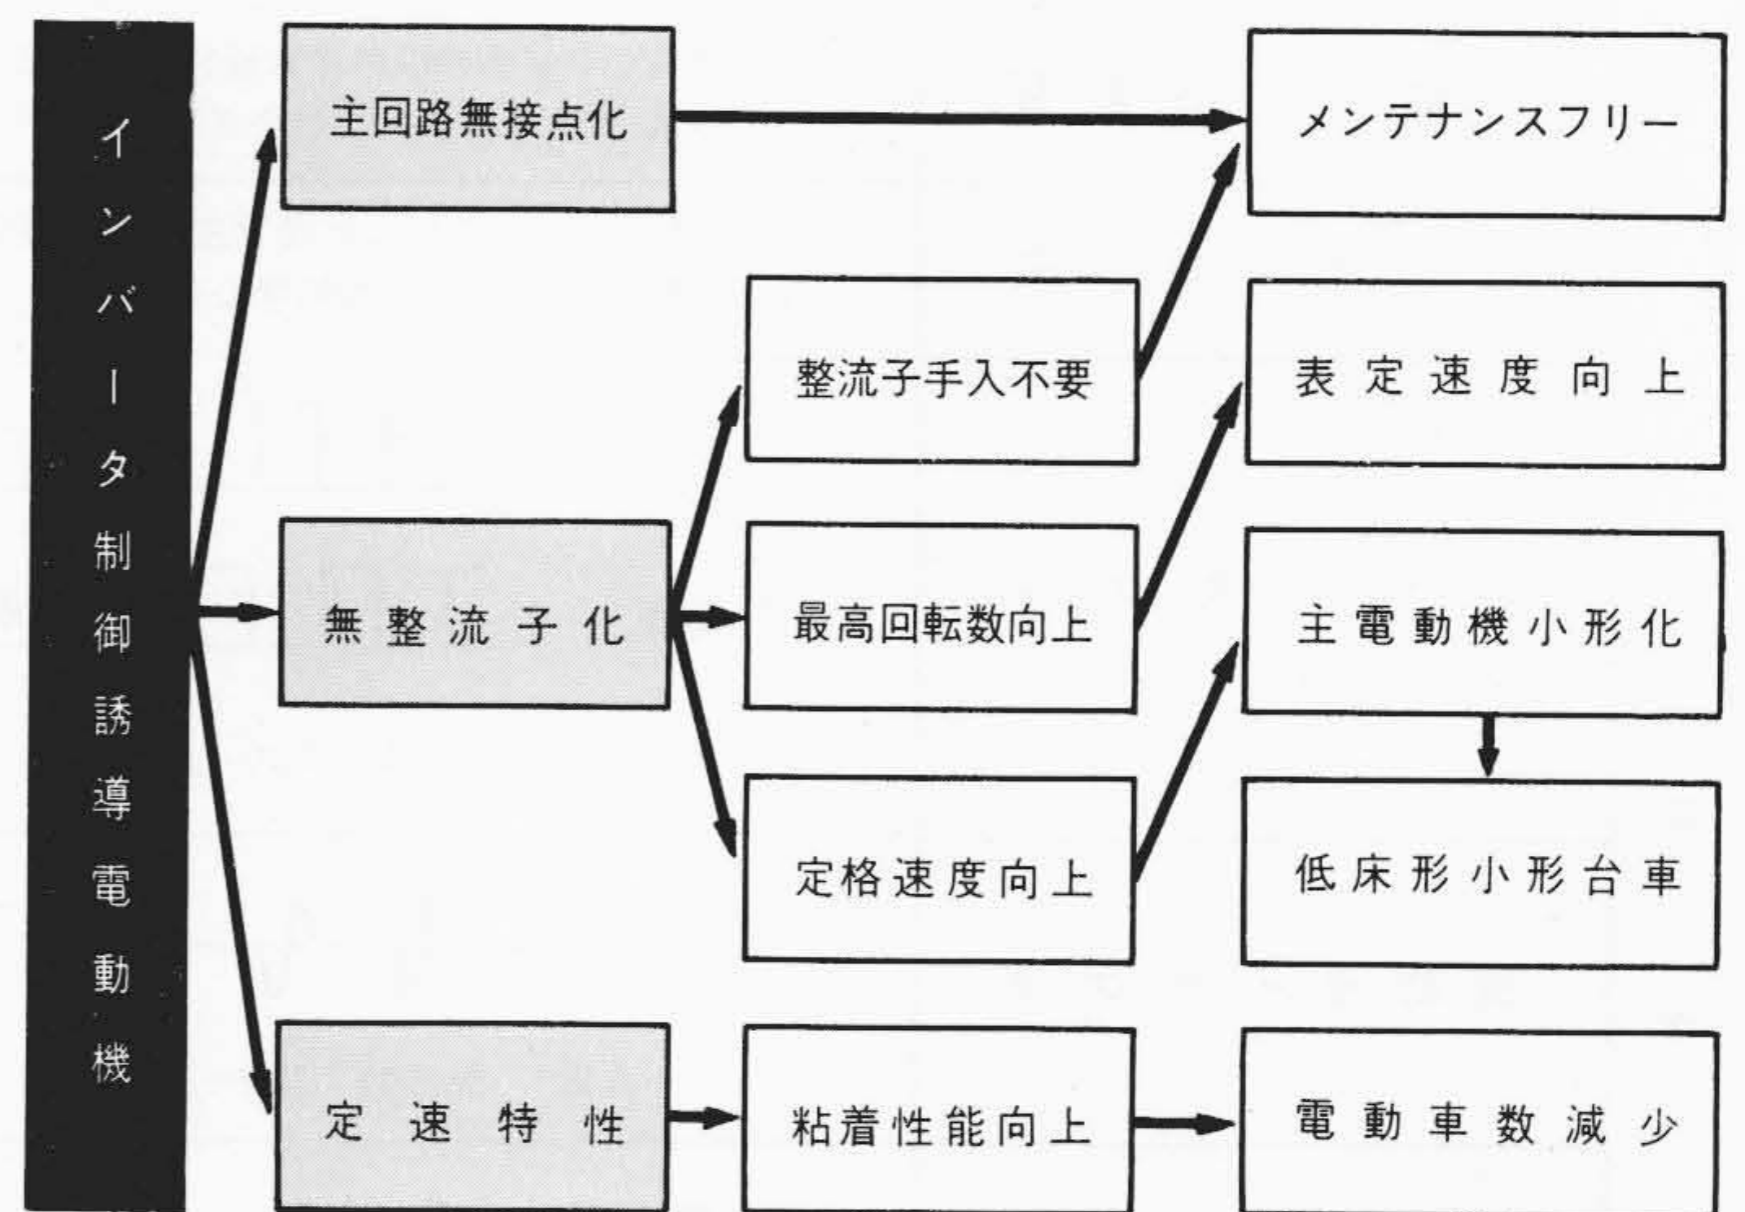 インバータ制御誘導電動機
主回路無接点化
メンテナンスフリー
整流子手入不要
表定速度向上
無整流子化
最高回転数向上
主電動機小形化
定格速度向上
低床形小形台車
定速特性
粘着性能向上
電動車数減少